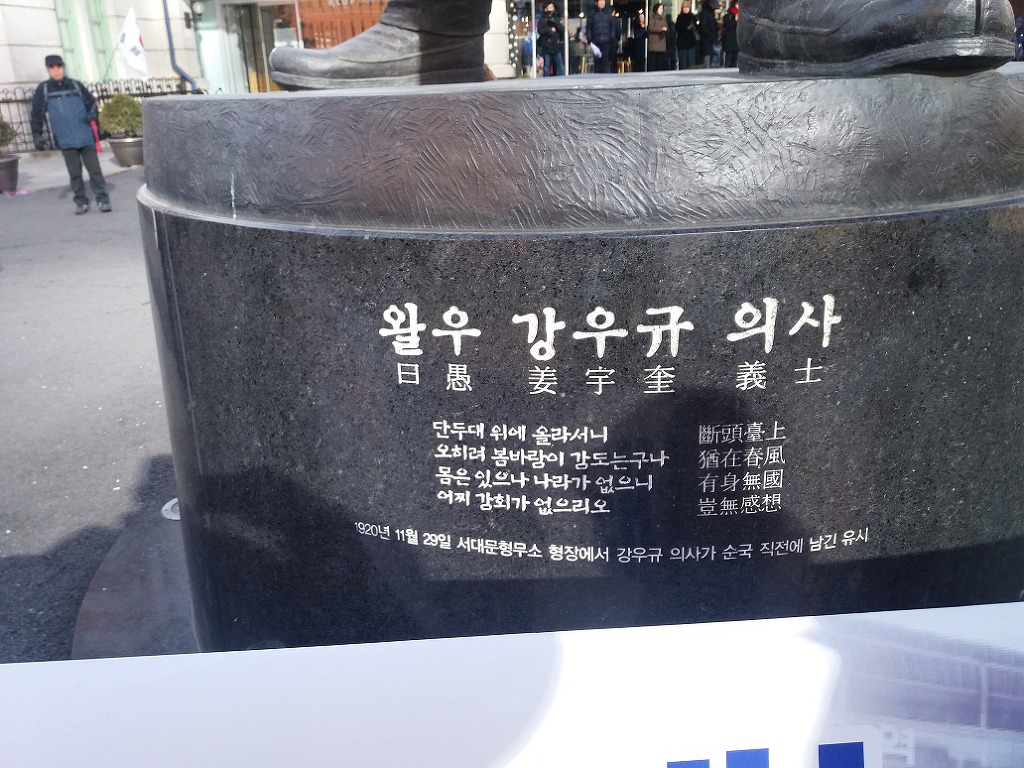 왈우 강우규 의사
曰愚 姜宇奎 義士
단두대 위에 올라서니
오히려 봄바람이 감도는구나
몸은 있으나 나라가 없으니
어찌 감회가 없으리오
斷頭臺上
猶在春風
有身無國
豈無感想
1920년 11월 29일 서대문형무소 형장에서 강우규 의사가 순국 직전에 남긴 유시
역